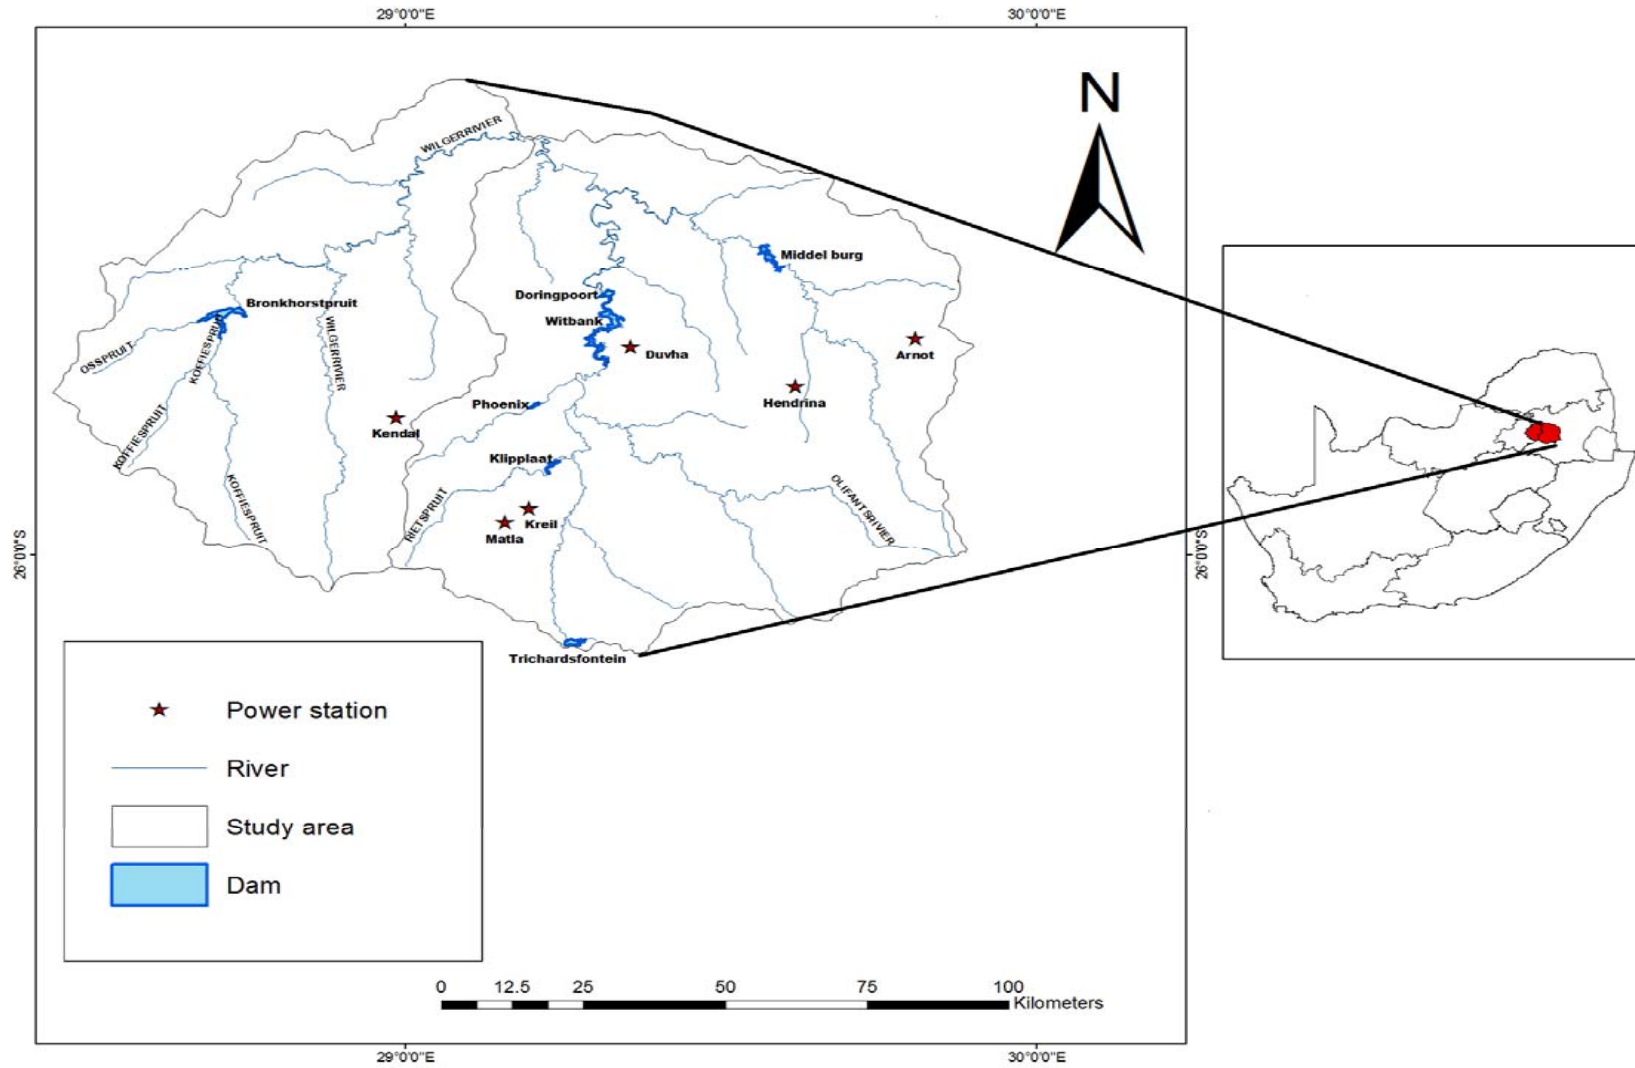 29°0'0"E
30°0'0"E
N
WILGERRIVIER
Middel burg
Doringpoort
Bronkhorstpruit
Witbank
KOFFIESPRUIT
WILGERRIVIER
OSSPRUIT
Duvha
Arnot
Hendrina
Phoenix
KOFFIESPRUIT
Kendal
Klipplaat
KOFFIESPRUIT
RIETSPRUIT
OLIFANTSRIVIER
Kreil
Matla
26°0'0"S
26°0'0"S
Trichardsfontein
Power station
River
Study area
Dam
0 12.5 25 50 75 100
Kilometers
29°0'0"E
30°0'0"E